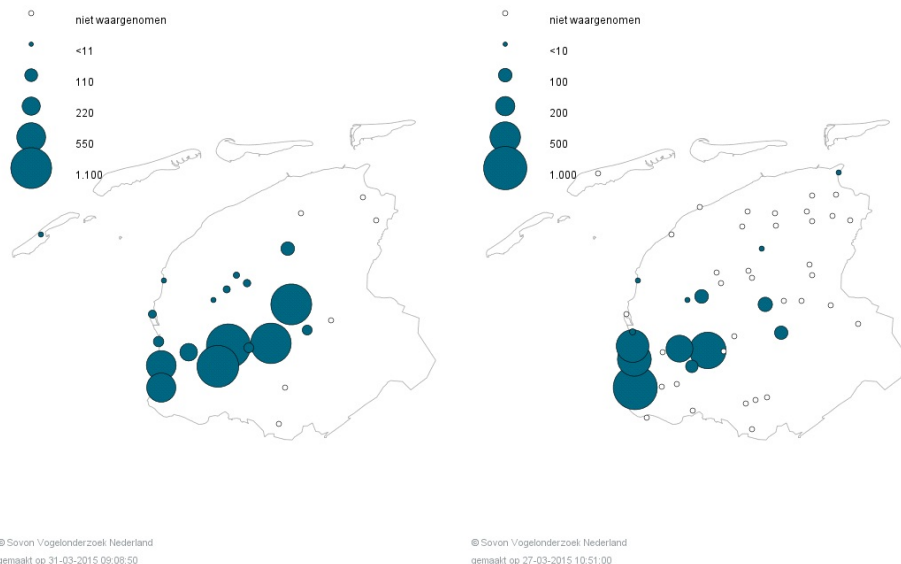 niet waargenomen
<11
110
220
550
1.100
niet waargenomen
<10
100
200
500
1.000
© Sovon Vogelonderzoek Nederland
gemaakt op 31-03-2015 09:08:50
© Sovon Vogelonderzoek Nederland
gemaakt op 27-03-2015 10:51:00